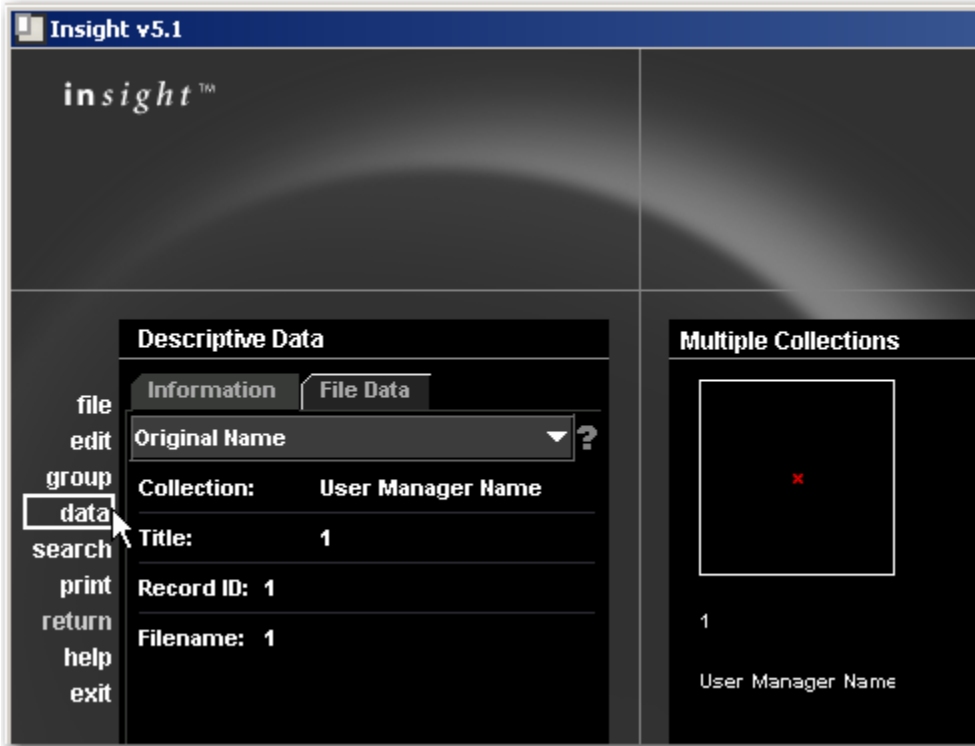 Insight v5.1
insight™
Descriptive Data
Information File Data
Original Name ?
Collection: User Manager Name
Title: 1
Record ID: 1
Filename: 1
file
edit
group
data
search
print
return
help
exit
Multiple Collections
1
User Manager Name